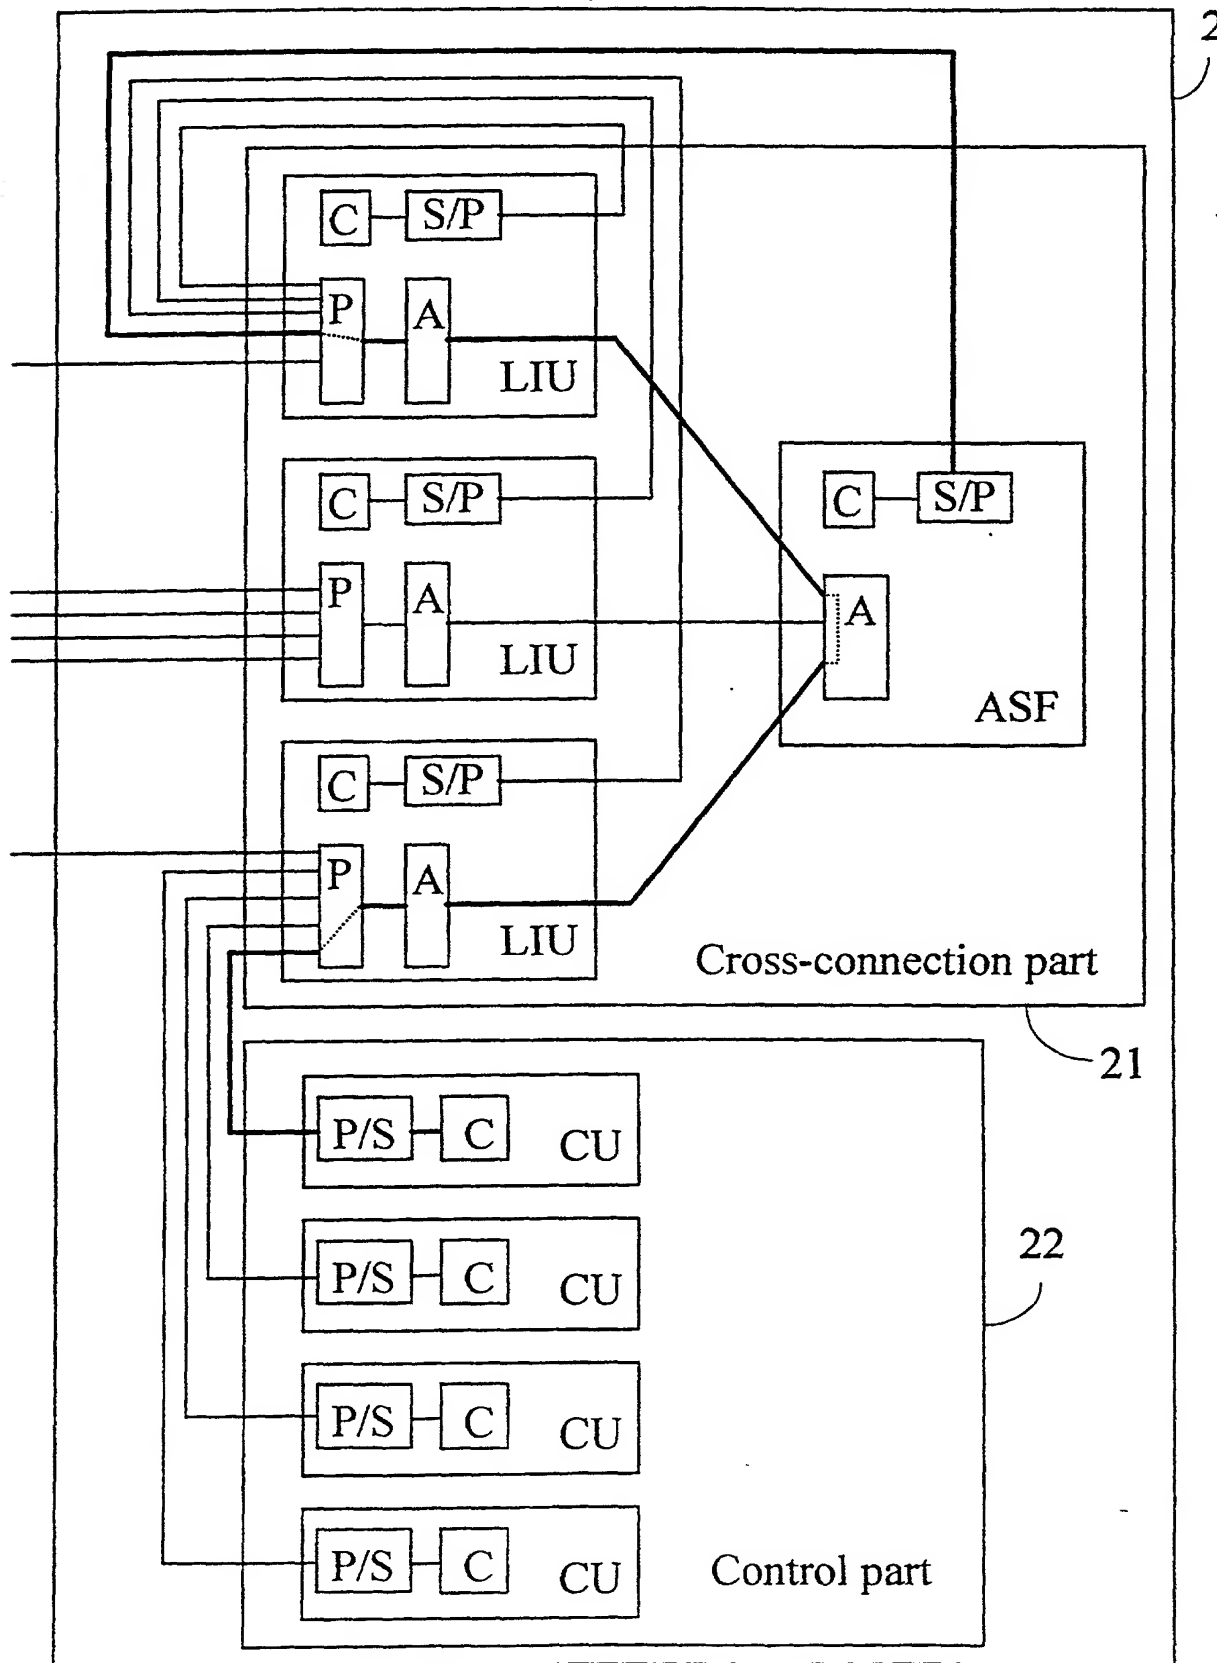 2
C S/P
P A
LIU
C S/P
P A
LIU
C S/P
A
ASF
C S/P
P A
LIU
Cross-connection part
21
P/S C CU
P/S C CU
22
P/S C CU
P/S C CU
Control part